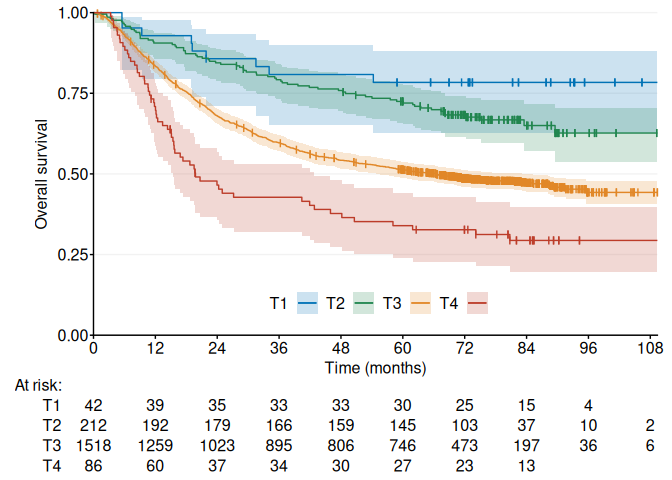 Overall survival
1.00
0.75
0.50
0.25
0.00
T1 T2 T3 T4
0 12 24 36 48 60 72 84 96 108
Time (months)
At risk:
T1 42 39 35 33 33 30 25 15 4
T2 212 192 179 166 159 145 103 37 10 2
T3 1518 1259 1023 895 806 746 473 197 36 6
T4 86 60 37 34 30 27 23 13